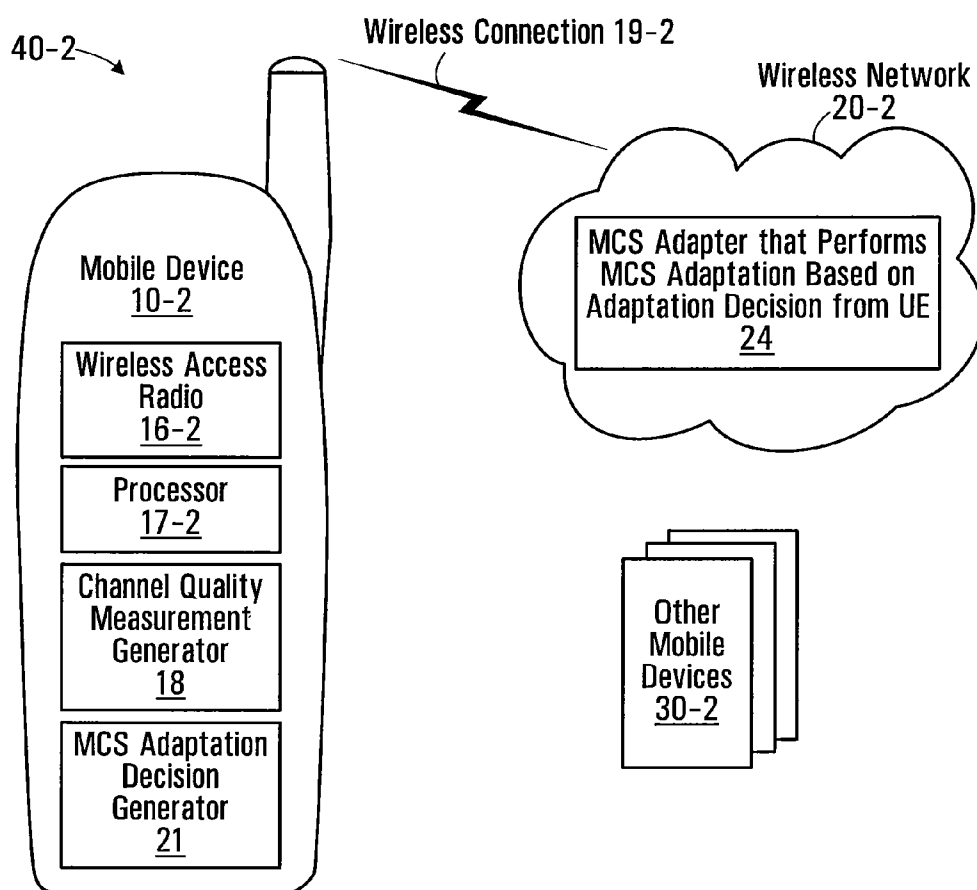 40-2
Wireless Connection 19-2
Wireless Network
20-2
MCS Adapter that Performs
MCS Adaptation Based on
Adaptation Decision from UE
24
Mobile Device
10-2
Wireless Access
Radio
16-2
Processor
17-2
Channel Quality
Measurement
Generator
18
MCS Adaptation
Decision
Generator
21
Other
Mobile
Devices
30-2